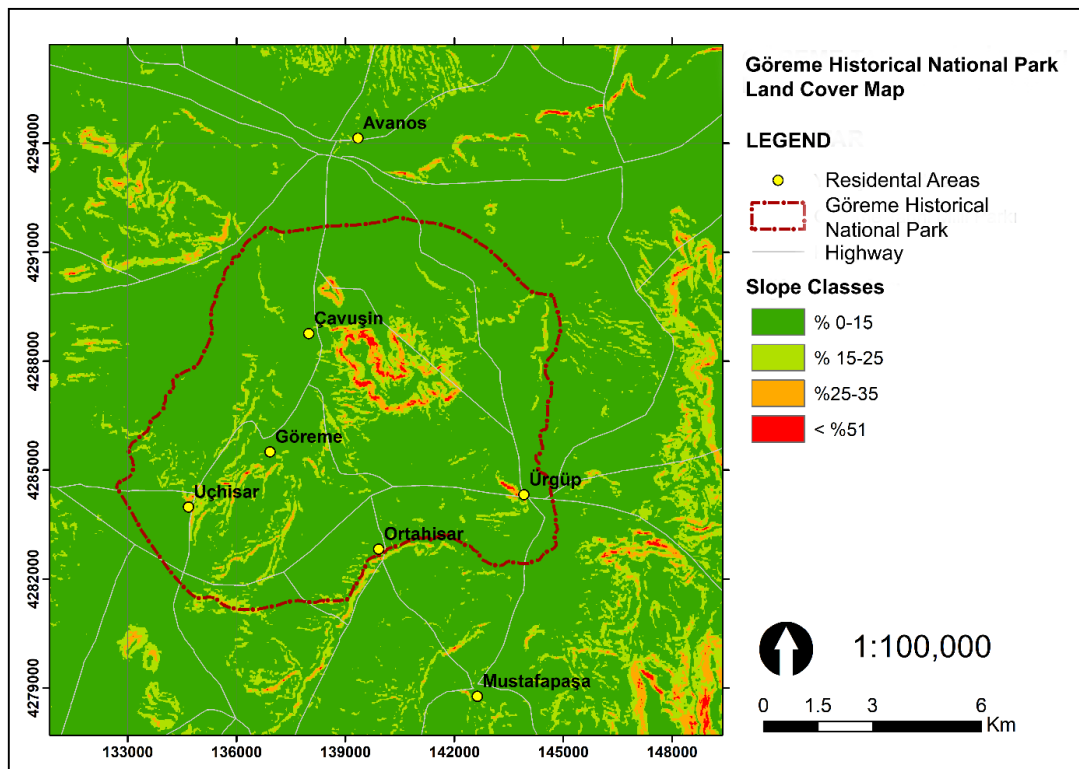 Göreme Historical National Park
Land Cover Map
LEGEND
Residental Areas
Göreme Historical
National Park
Highway
Slope Classes
% 0-15
% 15-25
%25-35
< %51
1:100,000
0 1.5 3 6
Km
Avanos
Çavuşin
Göreme
Uçhisar
Ürgüp
Ortahisar
Mustafapaşa
4294000
4291000
4288000
4285000
4282000
4279000
133000 136000 139000 142000 145000 148000